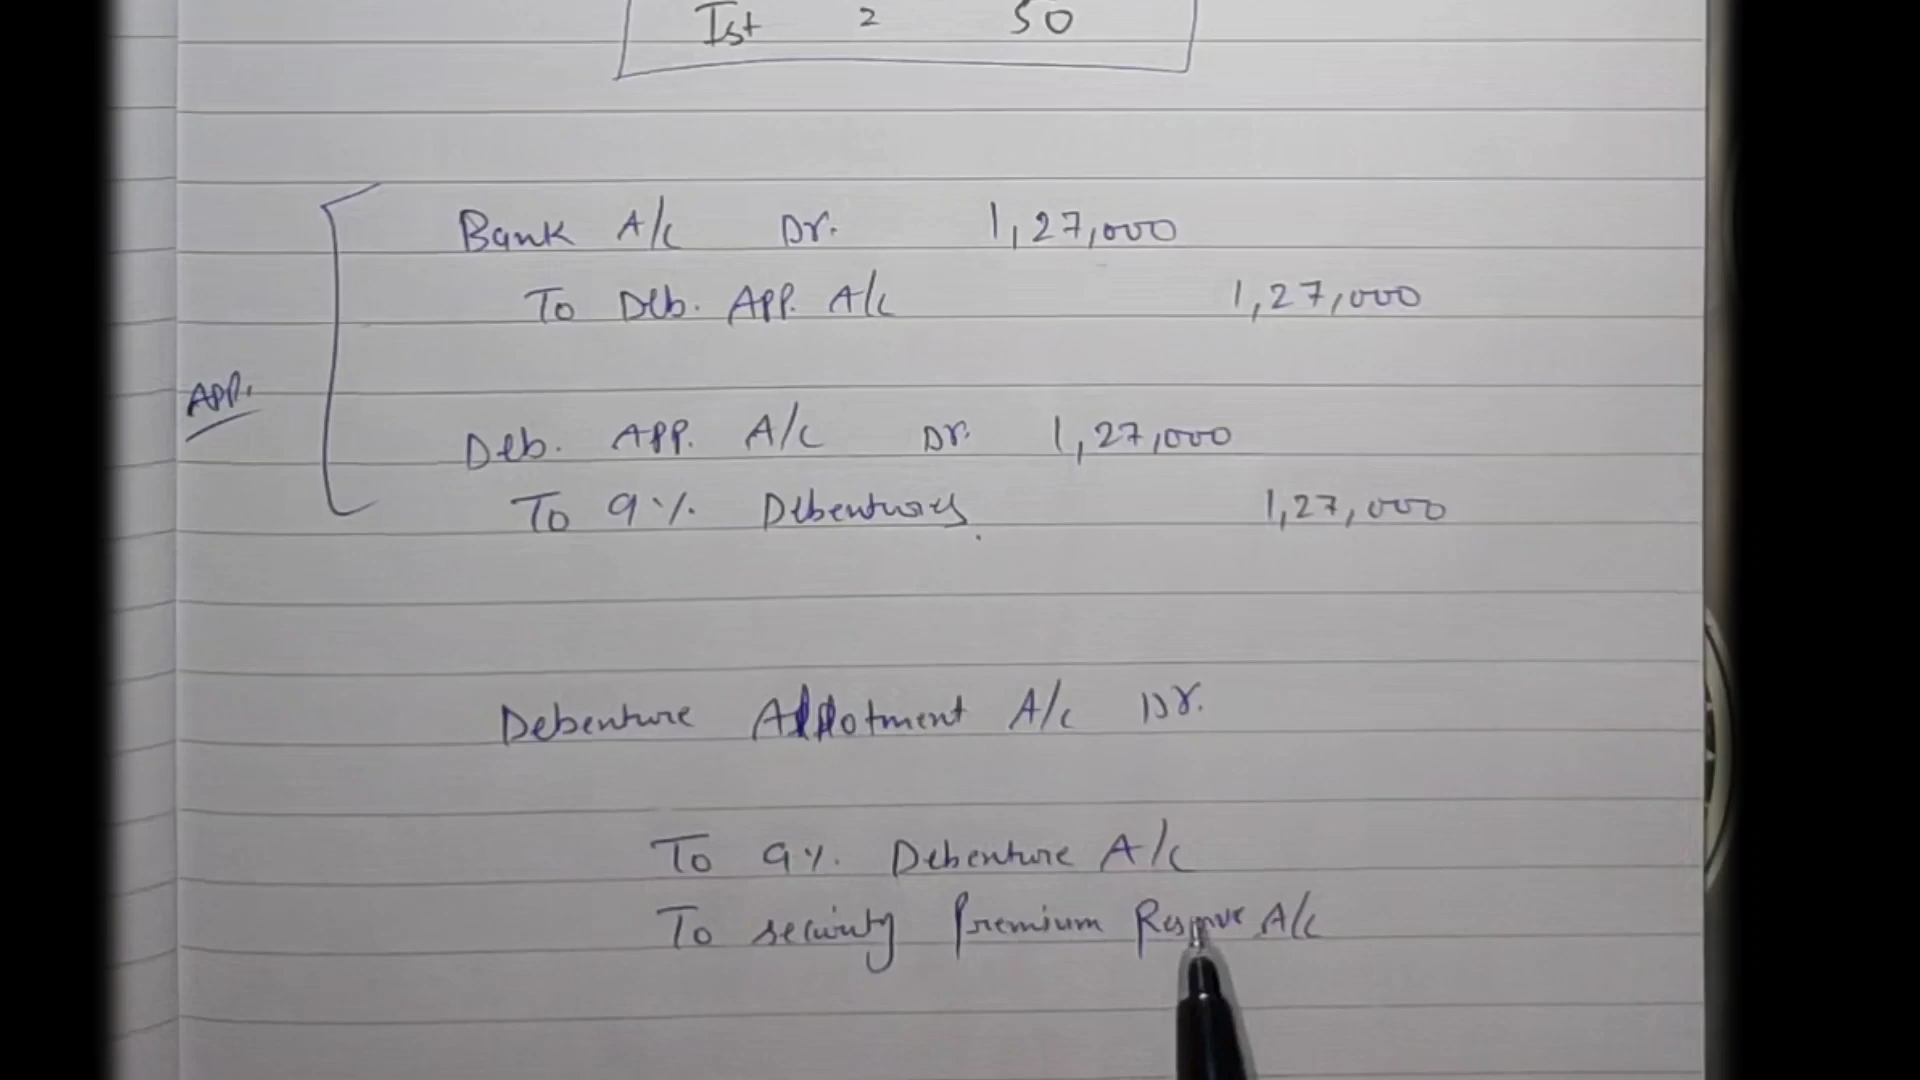 Ist 2 50
Bank A/c Dr. 1,27,000
To Deb. App. A/c 1,27,000
App.
Deb. App. A/c Dr. 1,27,000
To 9% Debentures 1,27,000
Debenture Allotment A/c Dr.
To 9%. Debenture A/c
To security Premium Reserve A/c